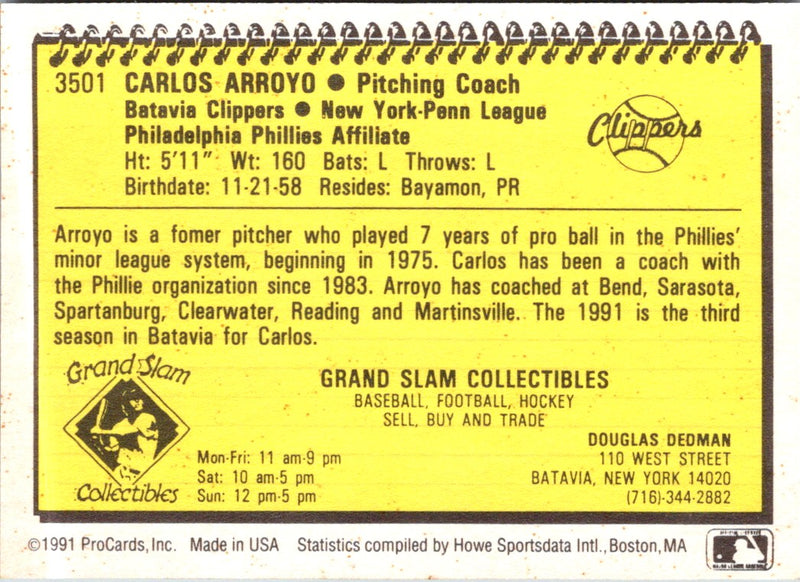 3501 CARLOS ARROYO ● Pitching Coach
Batavia Clippers ● New York-Penn League
Philadelphia Phillies Affiliate
Ht: 5'11" Wt: 160 Bats: L Throws: L
Birthdate: 11-21-58 Resides: Bayamon, PR
Clippers
Arroyo is a fomer pitcher who played 7 years of pro ball in the Phillies'
minor league system, beginning in 1975. Carlos has been a coach with
the Phillie organization since 1983. Arroyo has coached at Bend, Sarasota,
Spartanburg, Clearwater, Reading and Martinsville. The 1991 is the third
season in Batavia for Carlos.
Grand Slam
Collectibles
GRAND SLAM COLLECTIBLES
BASEBALL, FOOTBALL, HOCKEY
SELL, BUY AND TRADE
Mon-Fri: 11 am-9 pm
Sat: 10 am-5 pm
Sun: 12 pm-5 pm
DOUGLAS DEDMAN
110 WEST STREET
BATAVIA, NEW YORK 14020
(716)-344-2882
©1991 ProCards, Inc. Made in USA Statistics compiled by Howe Sportsdata Intl., Boston, MA